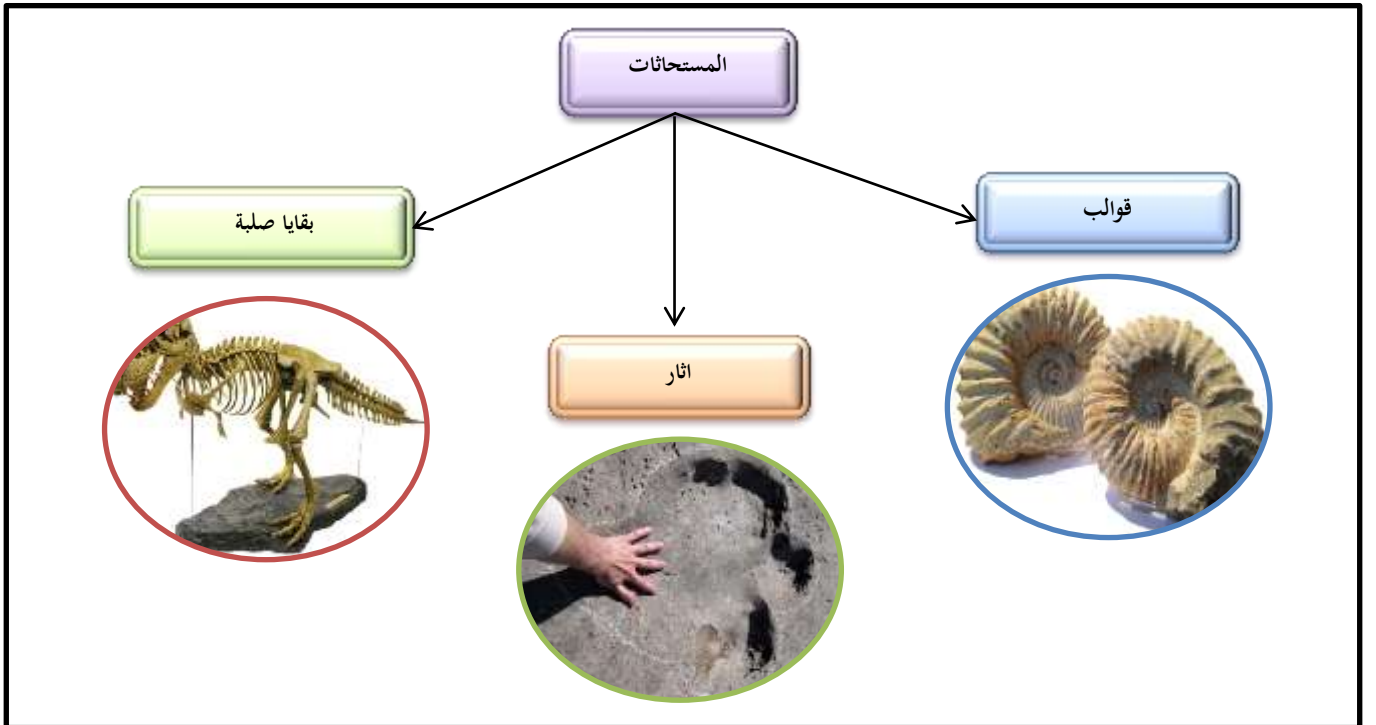 المستحاثات
قوالب
بقايا صلبة
اثار